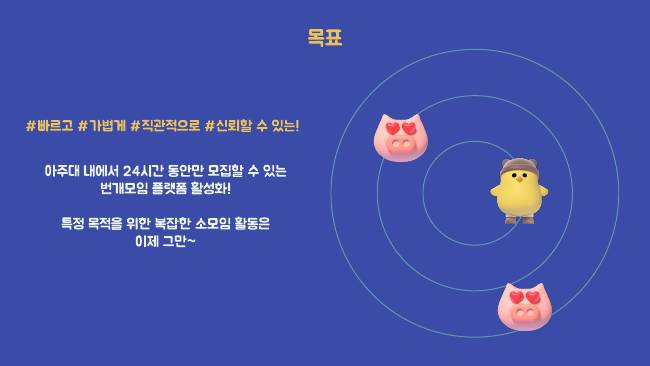 목표
#빠르고 #가볍게 #직관적으로 #신뢰할 수 있는!
아주대 내에서 24시간 동안만 모집할 수 있는
번개모임 플랫폼 활성화!
특정 목적을 위한 복잡한 소모임 활동은
이제 그만~